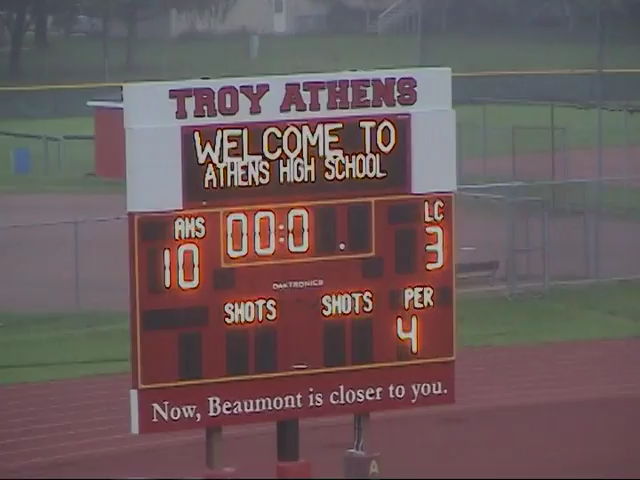 TROY ATHENS
WELCOME TO
ATHENS HIGH SCHOOL
AHS 00:0 . LC
10 3
DAKTRONICS
SHOTS SHOTS PER
4
Now, Beaumont is closer to you.
A